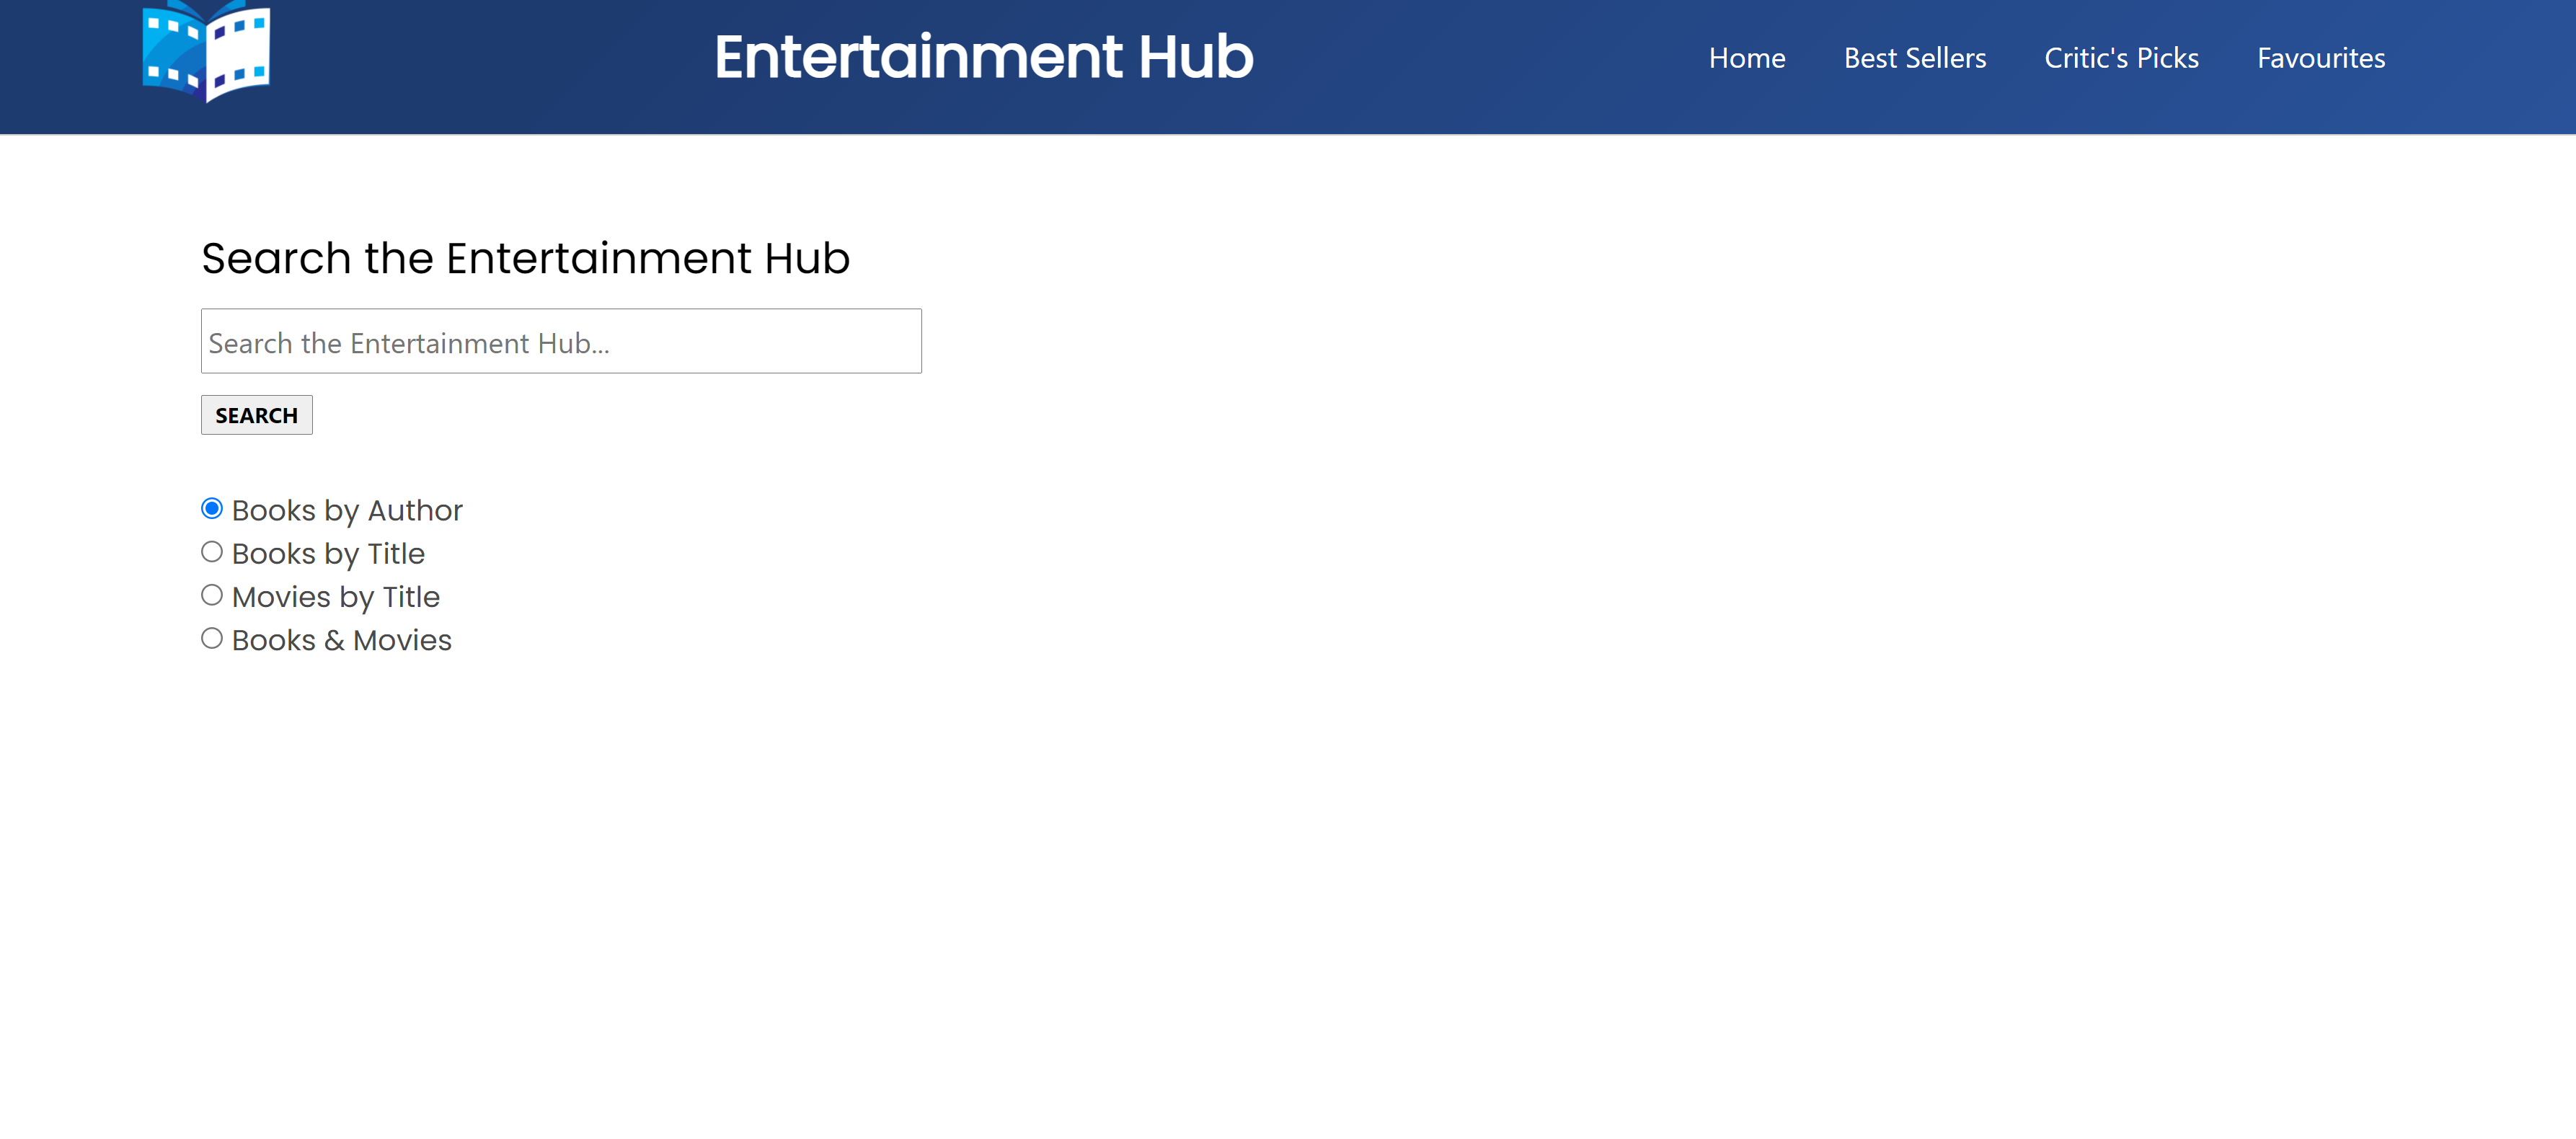 Entertainment Hub
Home Best Sellers Critic's Picks Favourites
Search the Entertainment Hub
Search the Entertainment Hub...
SEARCH
Books by Author
Books by Title
Movies by Title
Books & Movies